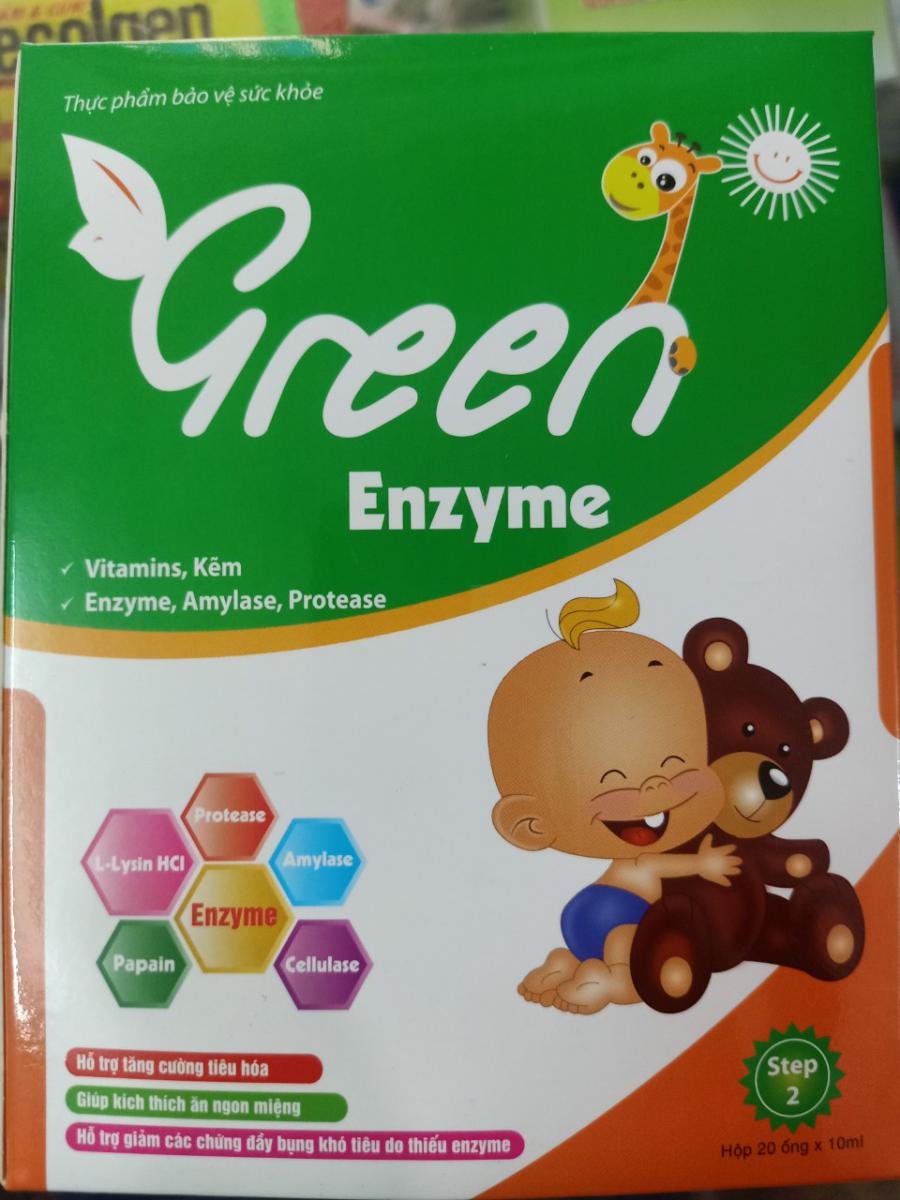 esolgen
Thực phẩm bảo vệ sức khỏe
Green
Enzyme
✓ Vitamins, Kẽm
✓ Enzyme, Amylase, Protease
Protease
L-Lysin HCl
Amylase
Enzyme
Papain
Cellulase
Hỗ trợ tăng cường tiêu hóa
Giúp kích thích ăn ngon miệng
Hỗ trợ giảm các chứng đầy bụng khó tiêu do thiếu enzyme
Step
2
Hộp 20 ống x 10ml